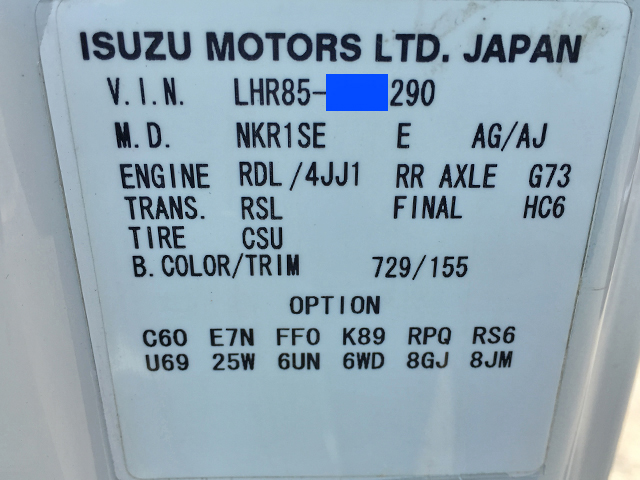 ISUZU MOTORS LTD. JAPAN
V.I.N. LHR85- 290
M.D. NKR1SE E AG/AJ
ENGINE RDL/4JJ1 RR AXLE G73
TRANS. RSL FINAL HC6
TIRE CSU
B.COLOR/TRIM 729/155
OPTION
C60 E7N FF0 K89 RPQ RS6
U69 25W 6UN 6WD 8GJ 8JM